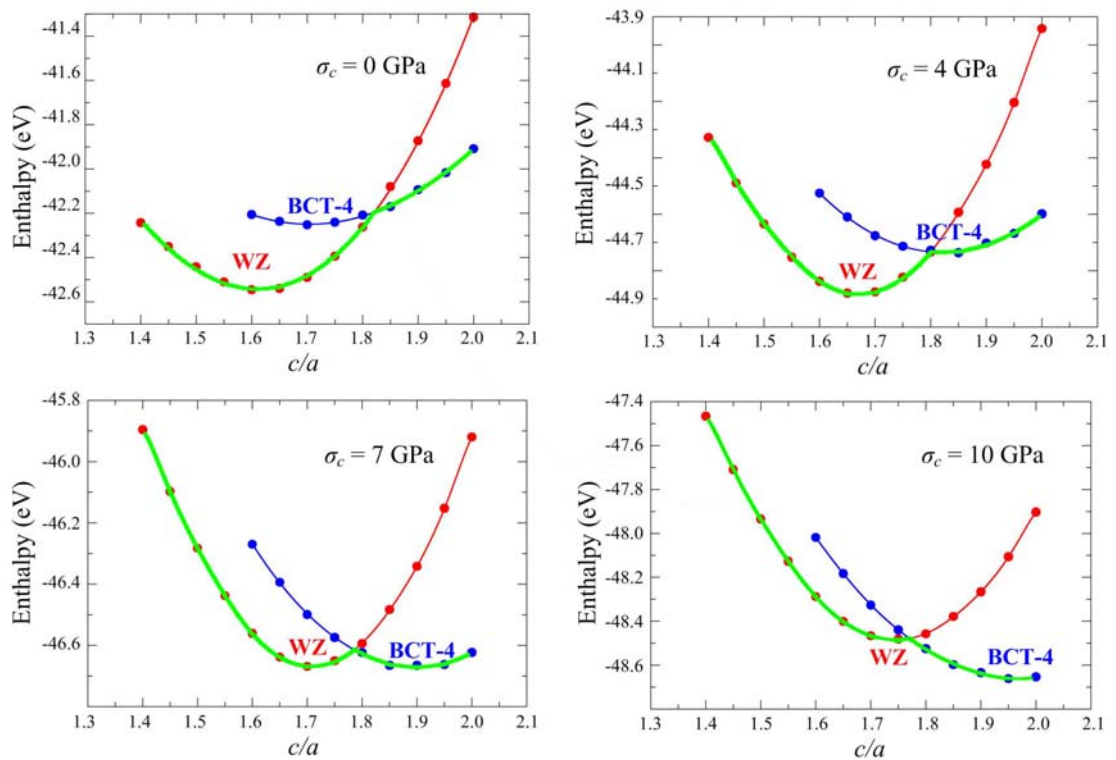 -41.4
-41.6
-41.8
-42.0
-42.2
-42.4
-42.6
Enthalpy (eV)
σc = 0 GPa
BCT-4
WZ
1.3 1.4 1.5 1.6 1.7 1.8 1.9 2.0 2.1
c/a
-43.9
-44.1
-44.3
-44.5
-44.7
-44.9
Enthalpy (eV)
σc = 4 GPa
BCT-4
WZ
1.3 1.4 1.5 1.6 1.7 1.8 1.9 2.0 2.1
c/a
-45.8
-46.0
-46.2
-46.4
-46.6
Enthalpy (eV)
σc = 7 GPa
WZ
BCT-4
1.3 1.4 1.5 1.6 1.7 1.8 1.9 2.0 2.1
c/a
-47.4
-47.6
-47.8
-48.0
-48.2
-48.4
-48.6
-48.8
Enthalpy (eV)
σc = 10 GPa
WZ
BCT-4
1.3 1.4 1.5 1.6 1.7 1.8 1.9 2.0 2.1
c/a